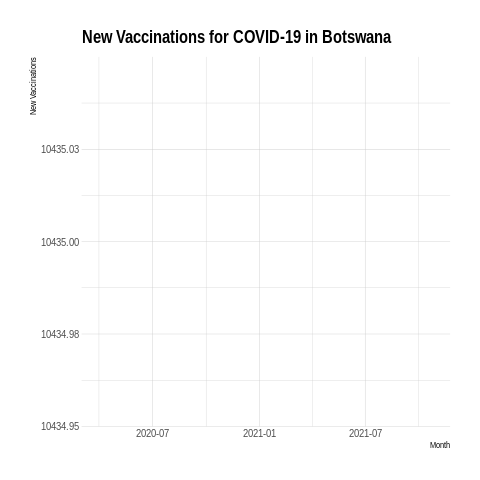 New Vaccinations for COVID-19 in Botswana
New Vaccinations
10435.03
10435.00
10434.98
10434.95
2020-07
2021-01
2021-07
Month